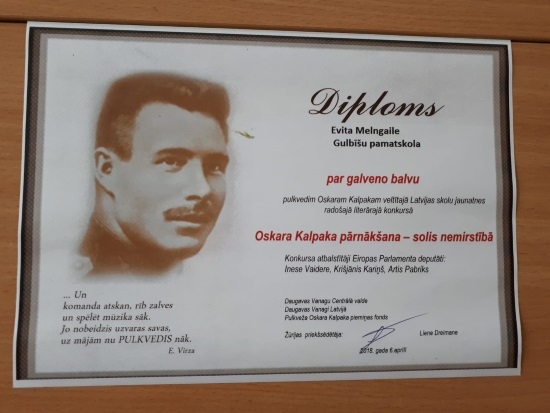 Diploms
Evita Melngaile
Gulbīšu pamatskola
par galveno balvu
pulkvedim Oskaram Kalpakam veltītajā Latvijas skolu jaunatnes
radošajā literārajā konkursā
Oskara Kalpaka pārnākšana – solis nemirstībā
Konkursa atbalstītāji Eiropas Parlamenta deputāti:
Inese Vaidere, Krišjānis Kariņš, Artis Pabriks
Daugavas Vanagu Centrālā valde
Daugavas Vanagi Latvijā
Pulkveža Oskara Kalpaka piemiņas fonds
Žūrijas priekšsēdētāja:
Liene Dreimane
2018. gada 6.aprīlī
... Un
komanda atskan, rīb zalves
un spēlēt mūzika sāk.
Jo nobeidzis uzvaras savas,
uz mājām nu PULKVEDIS nāk.
E. Virza